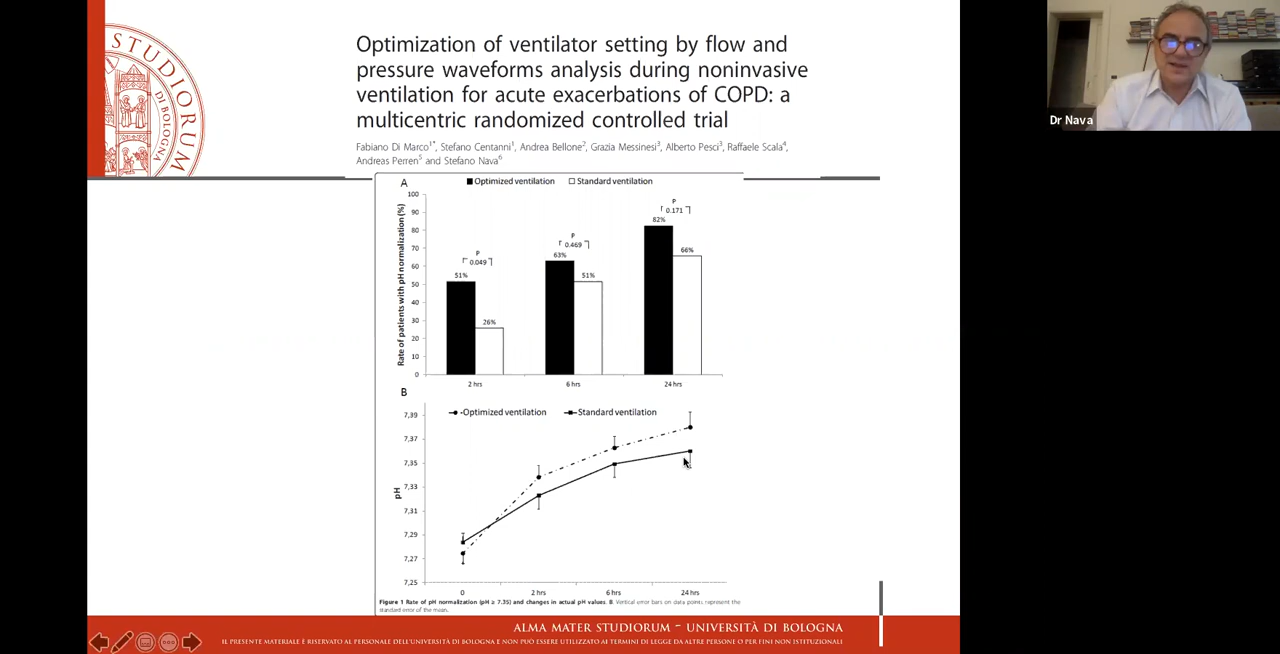 STUDIORUM
DI BOLOGNA
Optimization of ventilator setting by flow and
pressure waveforms analysis during noninvasive
ventilation for acute exacerbations of COPD: a
multicentric randomized controlled trial
Fabiano Di Marco1*, Stefano Centanni1, Andrea Bellone2, Grazia Messinesi3, Alberto Pesci3, Raffaele Scala4,
Andreas Perren5 and Stefano Nava6
Dr Nava
A
Optimized ventilation
Standard ventilation
Rate of patients with pH normalization (%)
100
90
80
70
60
50
40
30
20
10
0
P
0.049
51%
26%
P
0.469
63%
51%
P
0.171
82%
66%
2 hrs
6 hrs
24 hrs
B
Optimized ventilation
Standard ventilation
pH
7,39
7,37
7,35
7,33
7,31
7,29
7,27
7,25
0
2 hrs
6 hrs
24 hrs
Figure 1 Rate of pH normalization (pH ≥ 7.35) and changes in actual pH values. B. Vertical error bars on data points represent the
standard error of the mean.
ALMA MATER STUDIORUM – UNIVERSITÀ DI BOLOGNA
IL PRESENTE MATERIALE È RISERVATO AL PERSONALE DELL'UNIVERSITÀ DI BOLOGNA E NON PUÒ ESSERE UTILIZZATO AI TERMINI DI LEGGE DA ALTRE PERSONE O PER FINI NON ISTITUZIONALI